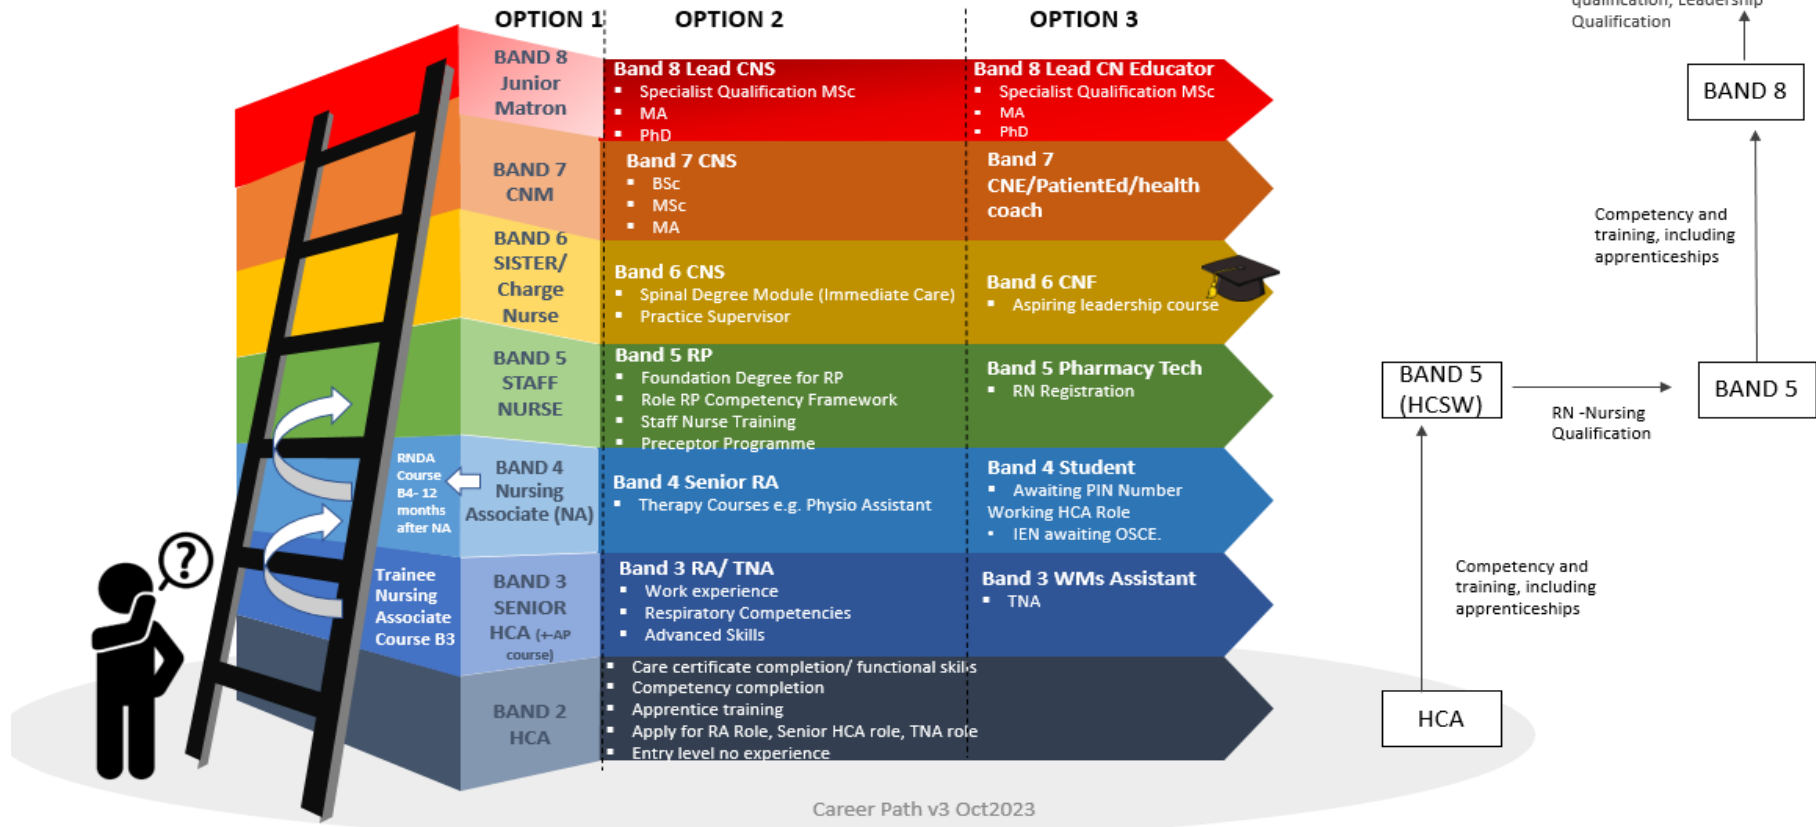 OPTION 1
OPTION 2
OPTION 3
BAND 8
Junior
Matron
Band 8 Lead CNS
▪ Specialist Qualification MSc
▪ MA
▪ PhD
Band 8 Lead CN Educator
▪ Specialist Qualification MSc
▪ MA
▪ PhD
BAND 7
CNM
Band 7 CNS
▪ BSc
▪ MSc
▪ MA
Band 7
CNE/PatientEd/health
coach
BAND 6
SISTER/
Charge
Nurse
Band 6 CNS
▪ Spinal Degree Module (Immediate Care)
▪ Practice Supervisor
Band 6 CNF
▪ Aspiring leadership course
BAND 5
STAFF
NURSE
Band 5 RP
▪ Foundation Degree for RP
▪ Role RP Competency Framework
▪ Staff Nurse Training
▪ Preceptor Programme
Band 5 Pharmacy Tech
▪ RN Registration
RNDA
Course
B4- 12
months
after NA
BAND 4
Nursing
Associate (NA)
Band 4 Senior RA
▪ Therapy Courses e.g. Physio Assistant
Band 4 Student
▪ Awaiting PIN Number
Working HCA Role
• IEN awaiting OSCE.
?
Trainee
Nursing
Associate
Course B3
BAND 3
SENIOR
HCA (+-AP
course)
Band 3 RA/ TNA
▪ Work experience
▪ Respiratory Competencies
▪ Advanced Skills
Band 3 WMs Assistant
▪ TNA
BAND 2
HCA
▪ Care certificate completion/ functional skills
▪ Competency completion
▪ Apprentice training
▪ Apply for RA Role, Senior HCA role, TNA role
▪ Entry level no experience
Career Path v3 Oct2023
qualification, Leadership
Qualification
BAND 8
Competency and
training, including
apprenticeships
BAND 5
(HCSW)
RN -Nursing
Qualification
BAND 5
Competency and
training, including
apprenticeships
HCA